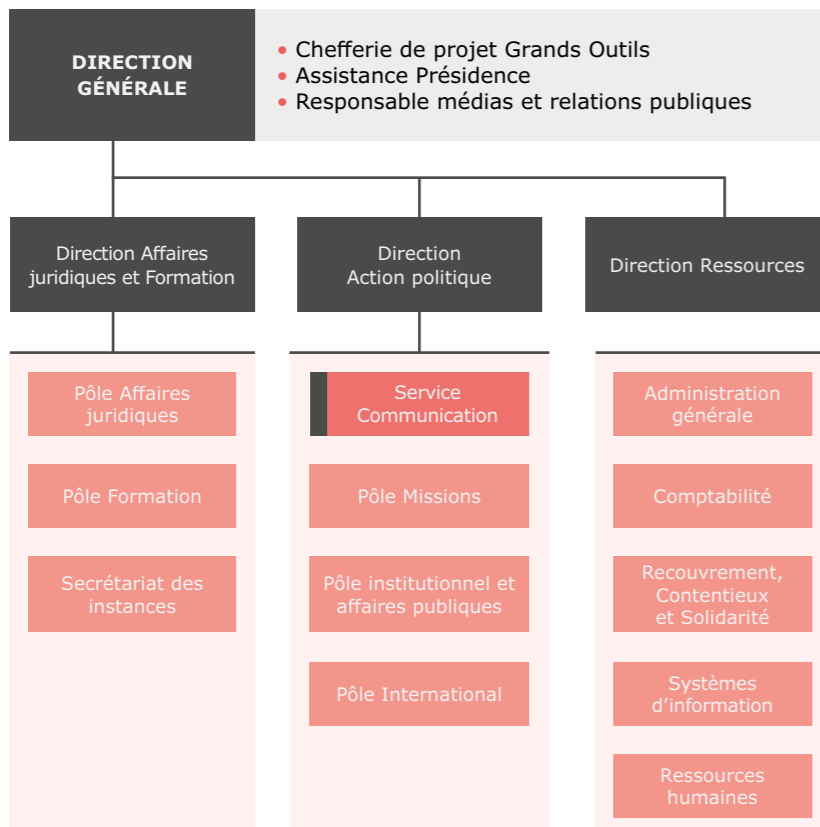 DIRECTION
GÉNÉRALE
• Chefferie de projet Grands Outils
• Assistance Présidence
• Responsable médias et relations publiques
Direction Affaires
juridiques et Formation
Direction
Action politique
Direction Ressources
Pôle Affaires
juridiques
Pôle Formation
Secrétariat des
instances
Service
Communication
Pôle Missions
Pôle institutionnel et
affaires publiques
Pôle International
Administration
générale
Comptabilité
Recouvrement,
Contentieux
et Solidarité
Systèmes
d’information
Ressources
humaines